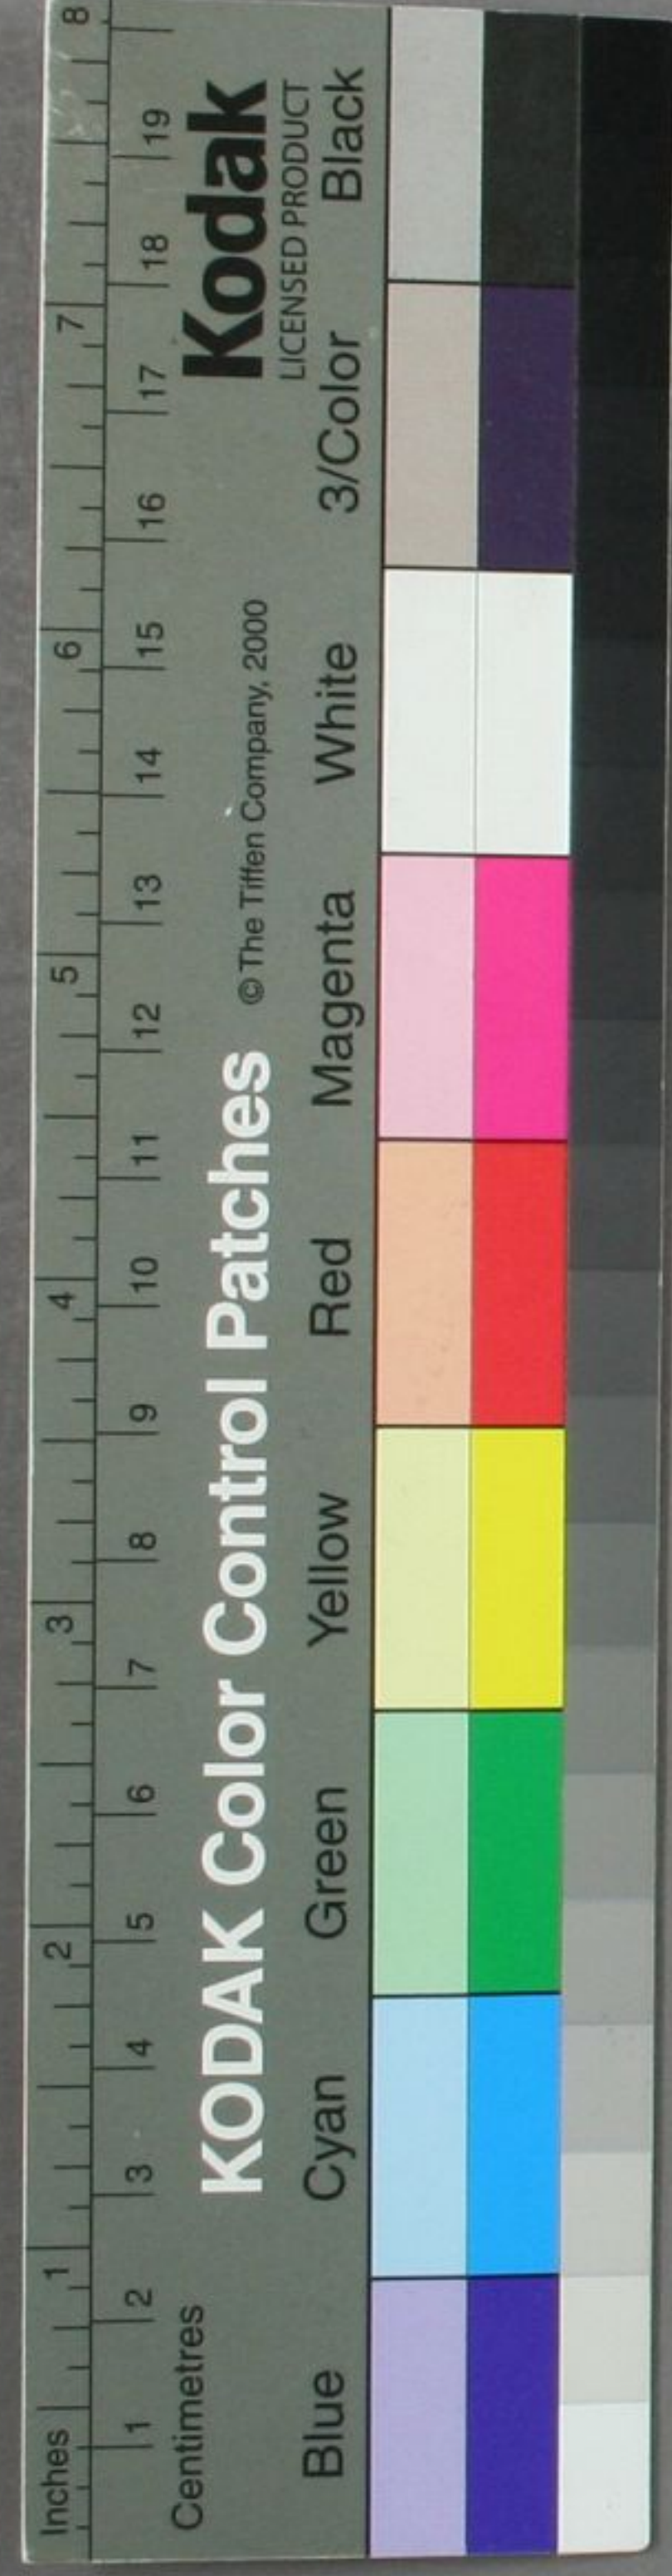 Inches 1 2 3 4 5 6 7 8
Centimetres 1 2 3 4 5 6 7 8 9 10 11 12 13 14 15 16 17 18 19
KODAK Color Control Patches © The Tiffen Company, 2000 Kodak
LICENSED PRODUCT
Blue Cyan Green Yellow Red Magenta White 3/Color Black